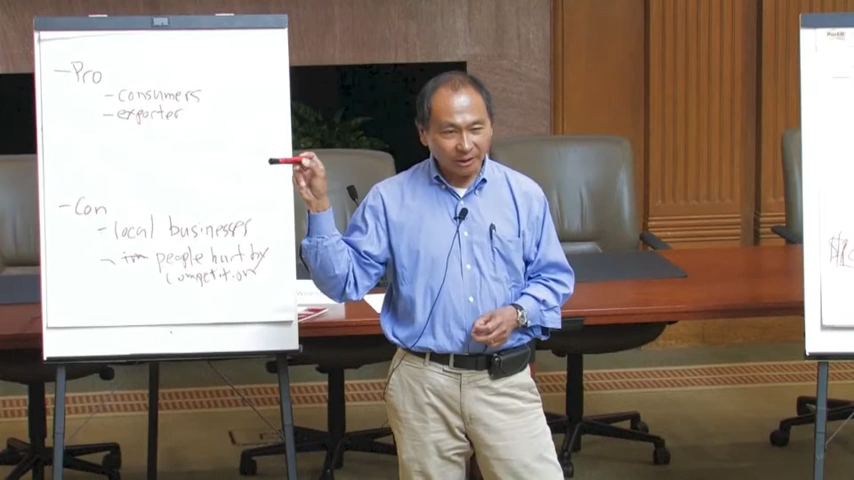 - Pro
- consumers
- exporter
- Con
- local businesses
- people hurt by
competition